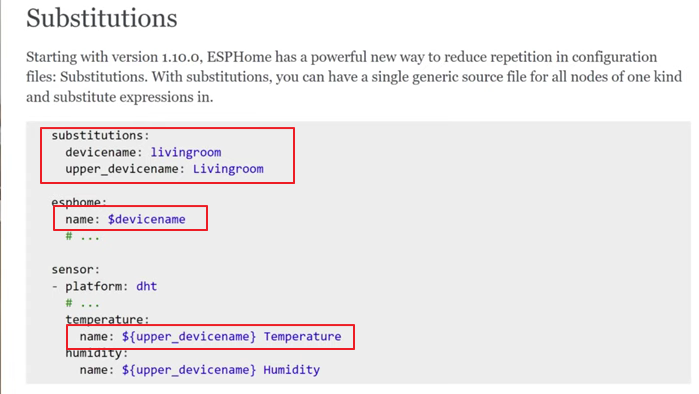 Substitutions
Starting with version 1.10.0, ESPHome has a powerful new way to reduce repetition in configuration
files: Substitutions. With substitutions, you can have a single generic source file for all nodes of one kind
and substitute expressions in.
substitutions:
  devicename: livingroom
  upper_devicename: Livingroom
esphome:
  name: $devicename
  # ...
sensor:
- platform: dht
  # ...
  temperature:
    name: ${upper_devicename} Temperature
  humidity:
    name: ${upper_devicename} Humidity